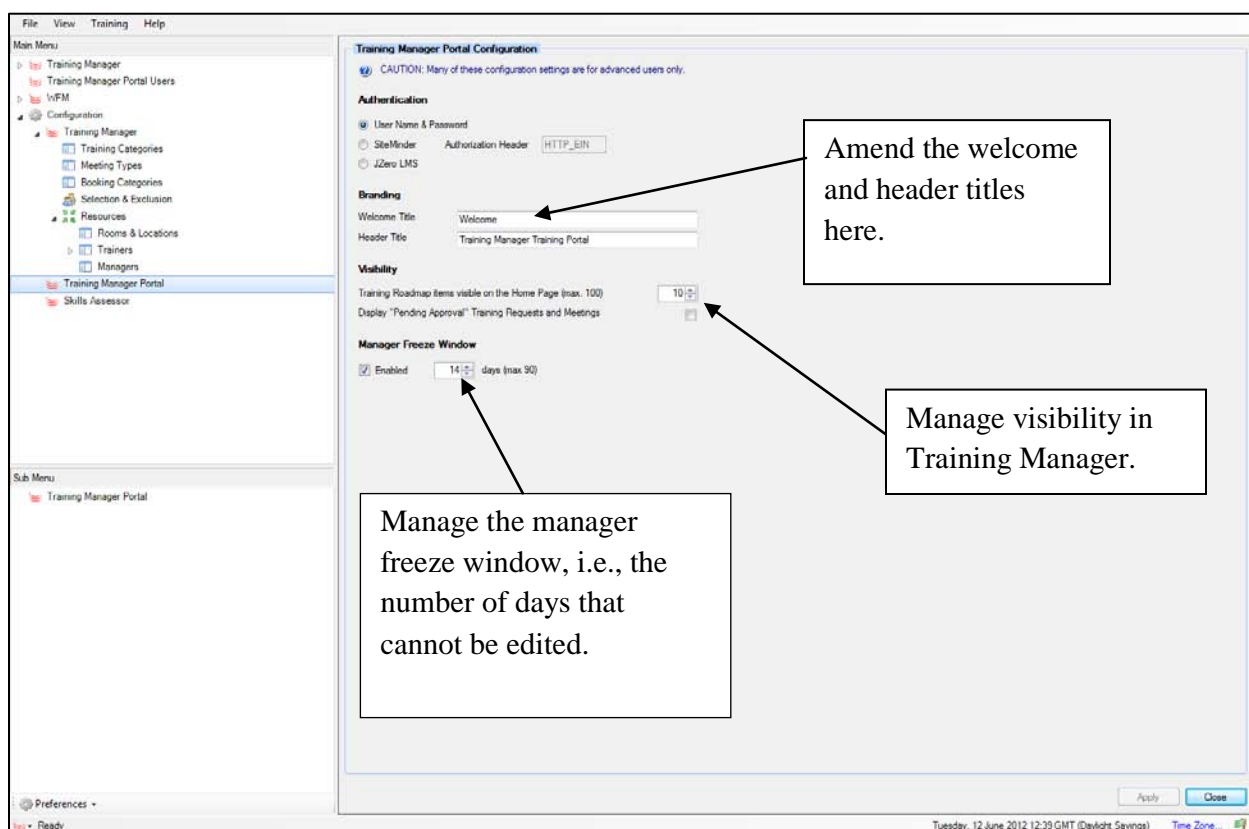 File View Training Help
Main Menu
Training Manager
Training Manager Portal Users
WFM
Configuration
Training Manager
Training Categories
Meeting Types
Booking Categories
Selection & Exclusion
Resources
Rooms & Locations
Trainers
Managers
Training Manager Portal
Skills Assessor
Sub Menu
Training Manager Portal
Preferences
Ready
Training Manager Portal Configuration
CAUTION: Many of these configuration settings are for advanced users only.
Authentication
User Name & Password
SiteMinder Authorization Header HTTP_EIN
JZero LMS
Branding
Welcome Title Welcome
Header Title Training Manager Training Portal
Visibility
Training Roadmap items visible on the Home Page (max. 100) 10
Display "Pending Approval" Training Requests and Meetings
Manager Freeze Window
Enabled 14 days (max 90)
Amend the welcome
and header titles
here.
Manage visibility in
Training Manager.
Manage the manager
freeze window, i.e., the
number of days that
cannot be edited.
Apply Close
Tuesday, 12 June 2012 12:39 GMT (Daylight Savings) Time Zone...